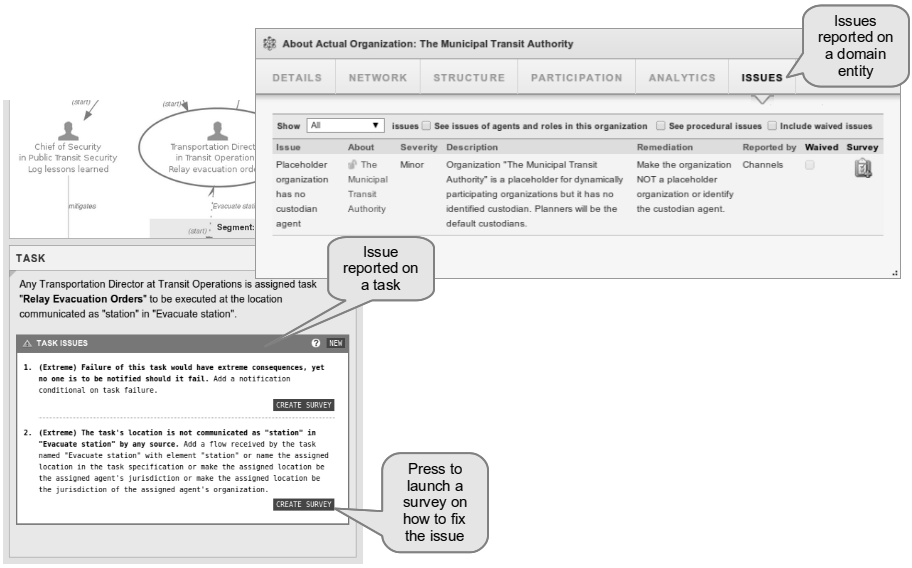 Issues
reported on
a domain
entity
About Actual Organization: The Municipal Transit Authority
DETAILS NETWORK STRUCTURE PARTICIPATION ANALYTICS ISSUES
Show All issues See issues of agents and roles in this organization See procedural issues Include waived issues
Issue About Severity Description Remediation Reported by Waived Survey
Placeholder The Minor Organization "The Municipal Transit Make the organization Channels
organization Municipal Authority" is a placeholder for dynamically NOT a placeholder
has no Transit participating organizations but it has no organization or identify
custodian Authority identified custodian. Planners will be the the custodian agent.
agent default custodians.
(start) (start)
Chief of Security Transportation Direct
in Public Transit Security in Transit Operation
Log lessons learned Relay evacuation orde
mitigates "Evacuate stati
(start) Segment:
TASK
Issue
reported on
a task
Any Transportation Director at Transit Operations is assigned task
"Relay Evacuation Orders" to be executed at the location
communicated as "station" in "Evacuate station".
TASK ISSUES ? NEW
1. (Extreme) Failure of this task would have extreme consequences, yet
no one is to be notified should it fail. Add a notification
conditional on task failure.
CREATE SURVEY
2. (Extreme) The task's location is not communicated as "station" in
"Evacuate station" by any source. Add a flow received by the task
named "Evacuate station" with element "station" or name the assigned
location in the task specification or make the assigned location be
the assigned agent's jurisdiction or make the assigned location be
the jurisdiction of the assigned agent's organization.
CREATE SURVEY
Press to
launch a
survey on
how to fix
the issue